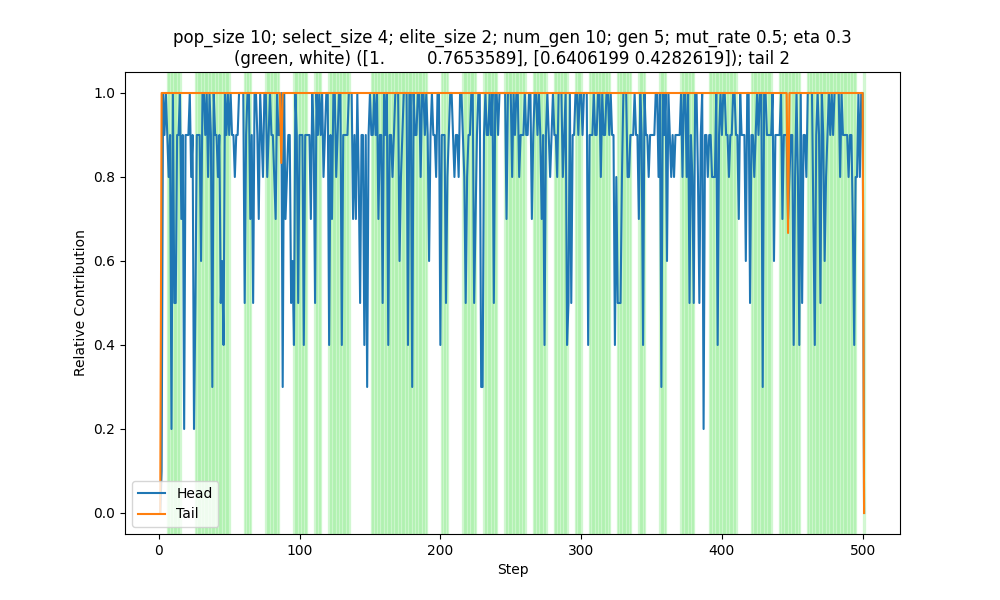 pop_size 10; select_size 4; elite_size 2; num_gen 10; gen 5; mut_rate 0.5; eta 0.3
(green, white) ([1. 0.7653589], [0.6406199 0.4282619]); tail 2
1.0
0.8
0.6
0.4
0.2
0.0
Relative Contribution
Head
Tail
0 100 200 300 400 500
Step